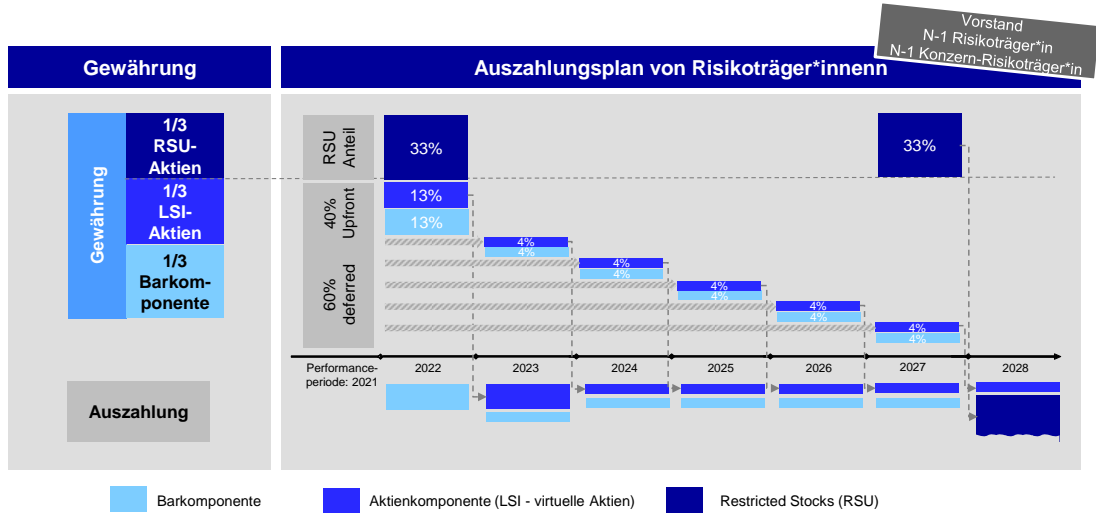 Vorstand
N-1 Risikoträger*in
N-1 Konzern-Risikoträger*in
Gewährung
Auszahlungsplan von Risikoträger*innenn
Gewährung
1/3
RSU-
Aktien
1/3
LSI-
Aktien
1/3
Barkom-
ponente
RSU
Anteil
33%
33%
40%
Upfront
13%
13%
60%
deferred
4%
4%
4%
4%
4%
4%
4%
4%
4%
4%
Performance-
periode: 2021
2022
2023
2024
2025
2026
2027
2028
Auszahlung
Barkomponente
Aktienkomponente (LSI - virtuelle Aktien)
Restricted Stocks (RSU)